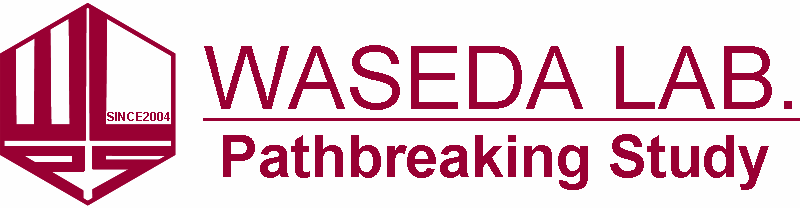 SINCE2004
WASEDA LAB.
Pathbreaking Study